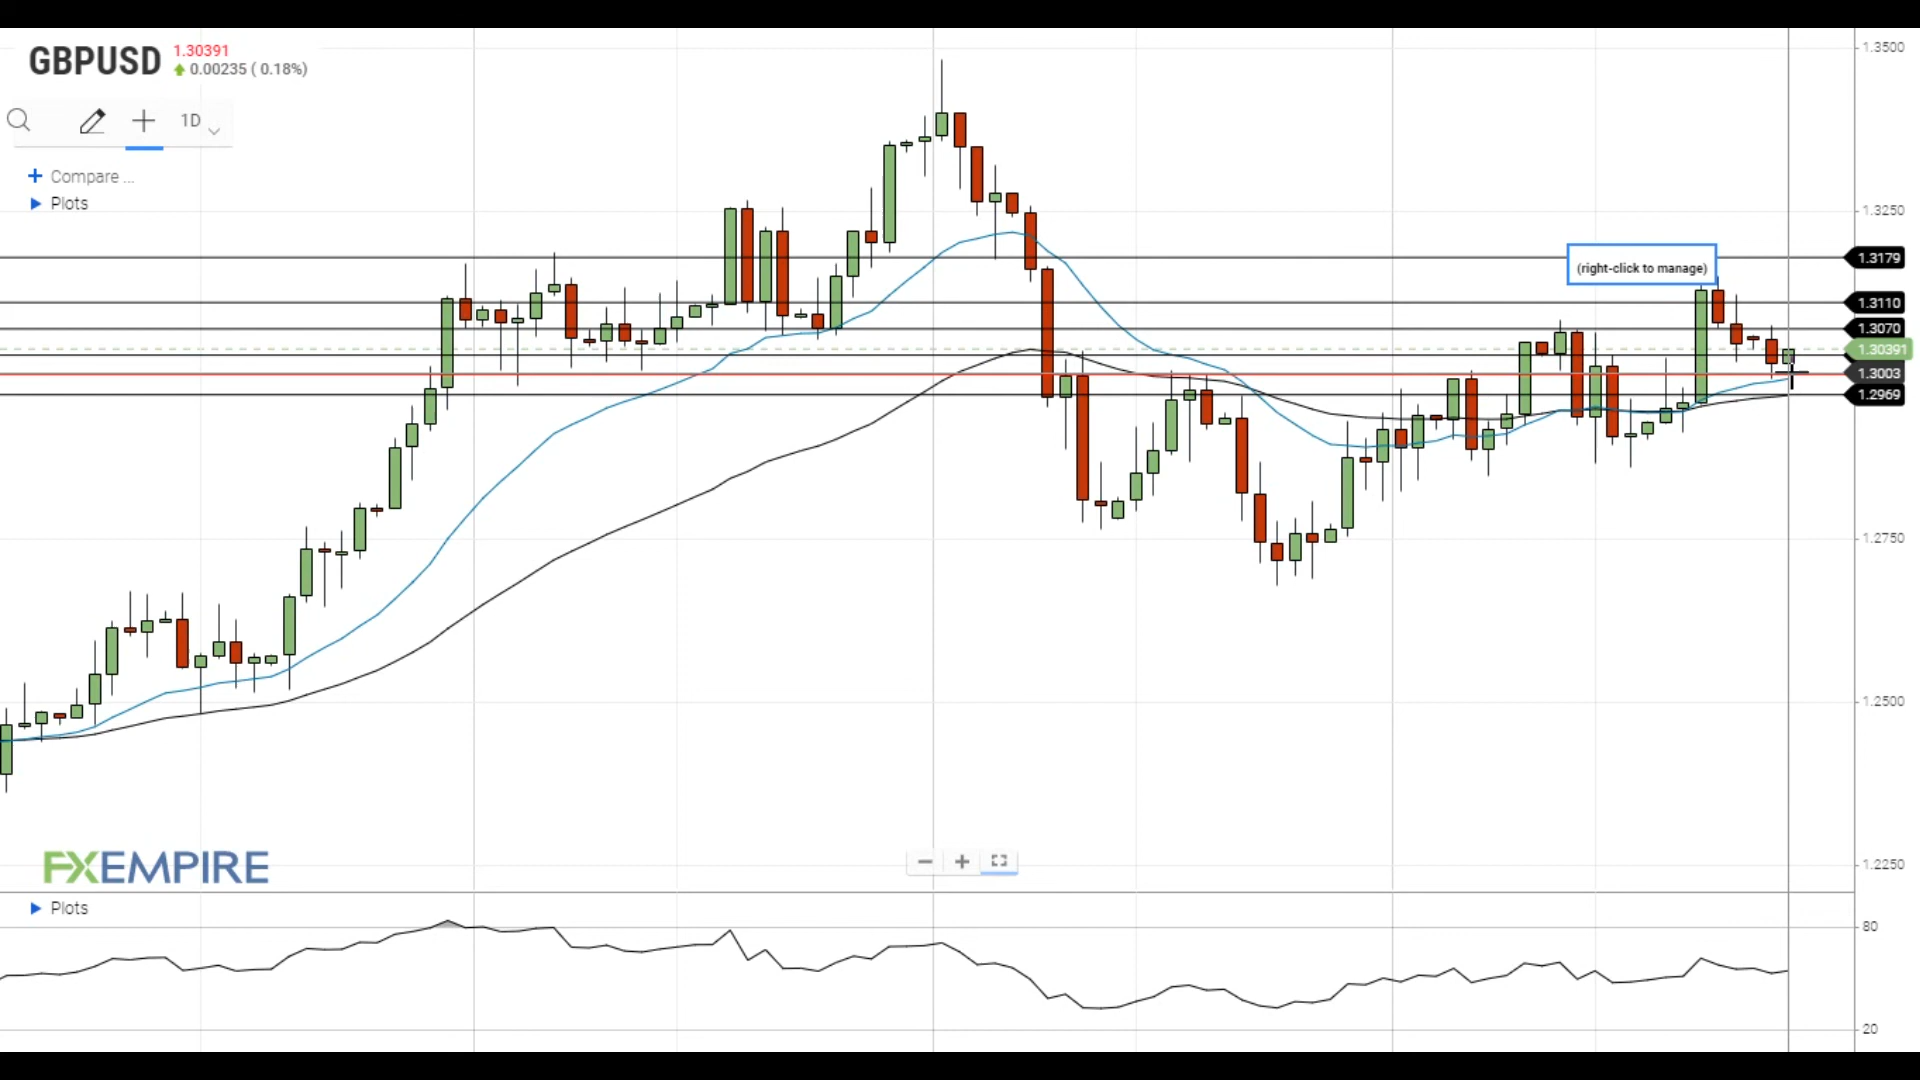 GBPUSD
1.30391
0.00235 ( 0.18%)
1D
Compare ...
Plots
(right-click to manage)
1.3500
1.3250
1.3179
1.3110
1.3070
1.30391
1.3003
1.2969
1.2750
1.2500
1.2250
FXEMPIRE
Plots
80
20